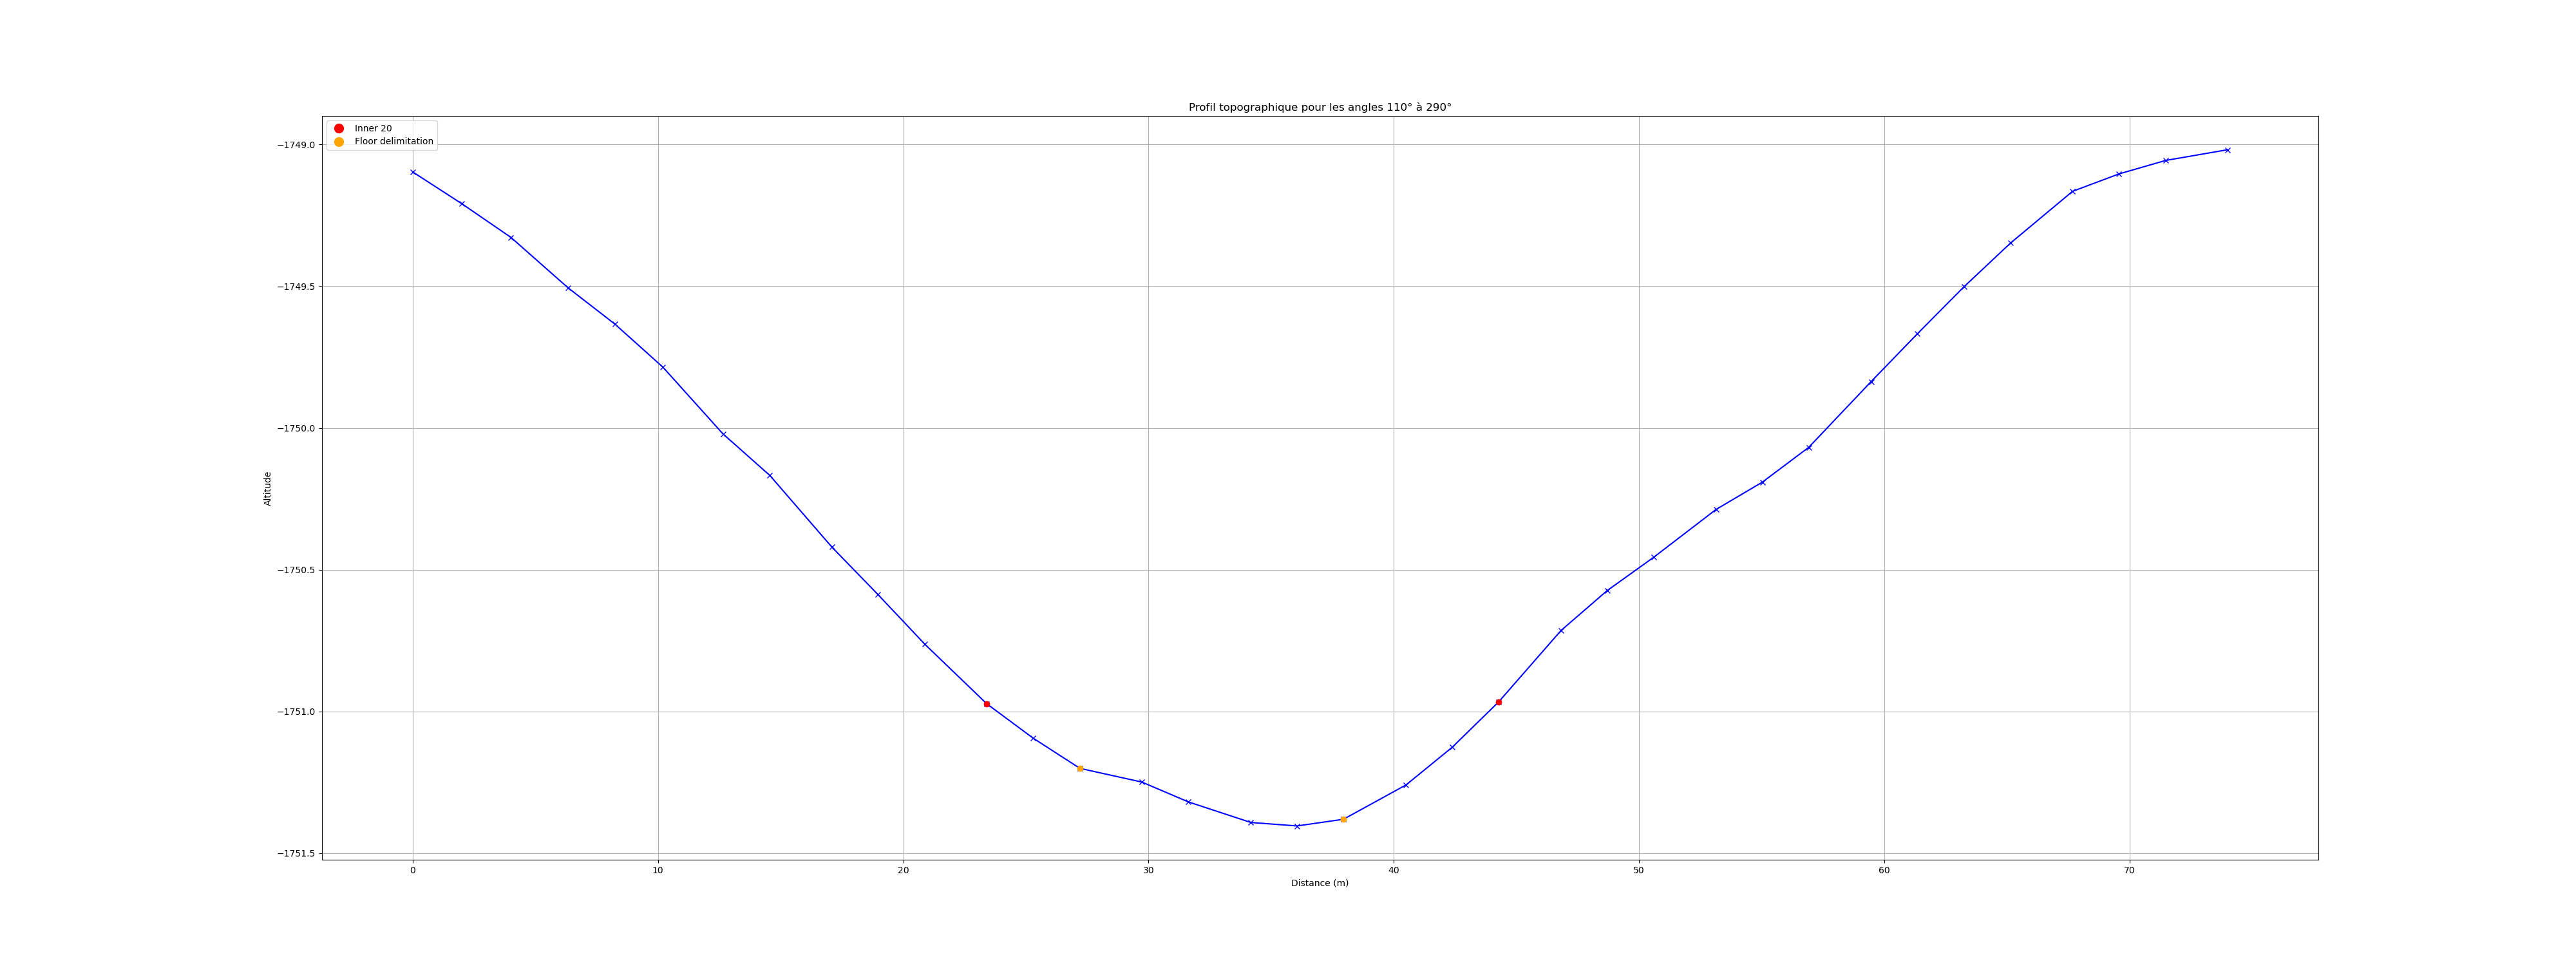 Profil topographique pour les angles 110° à 290°
Inner 20
Floor delimitation
−1749.0
−1749.5
−1750.0
−1750.5
−1751.0
−1751.5
Altitude
0 10 20 30 40 50 60 70
Distance (m)